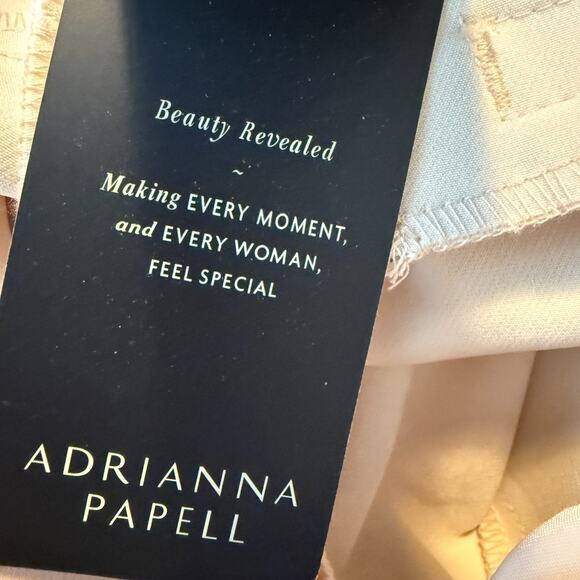 Beauty Revealed
~
Making EVERY MOMENT,
and EVERY WOMAN,
FEEL SPECIAL
ADRIANNA
PAPELL